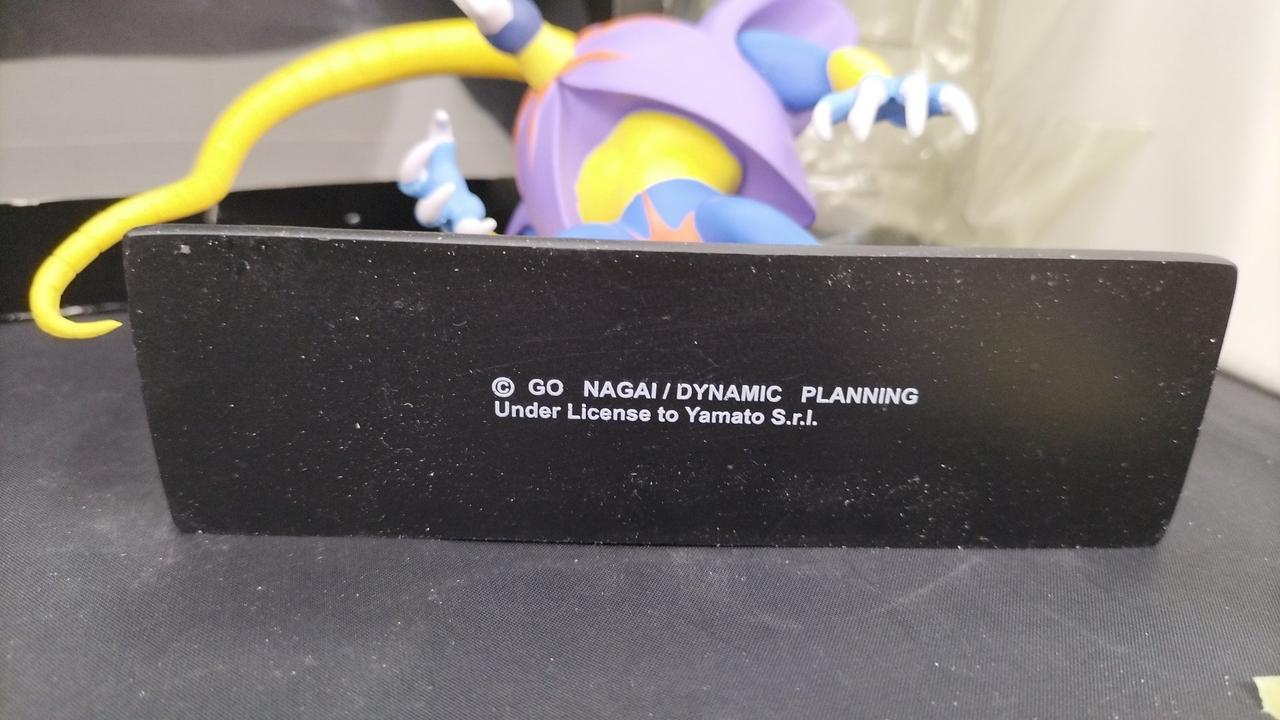 © GO NAGAI / DYNAMIC PLANNING
Under License to Yamato S.r.l.